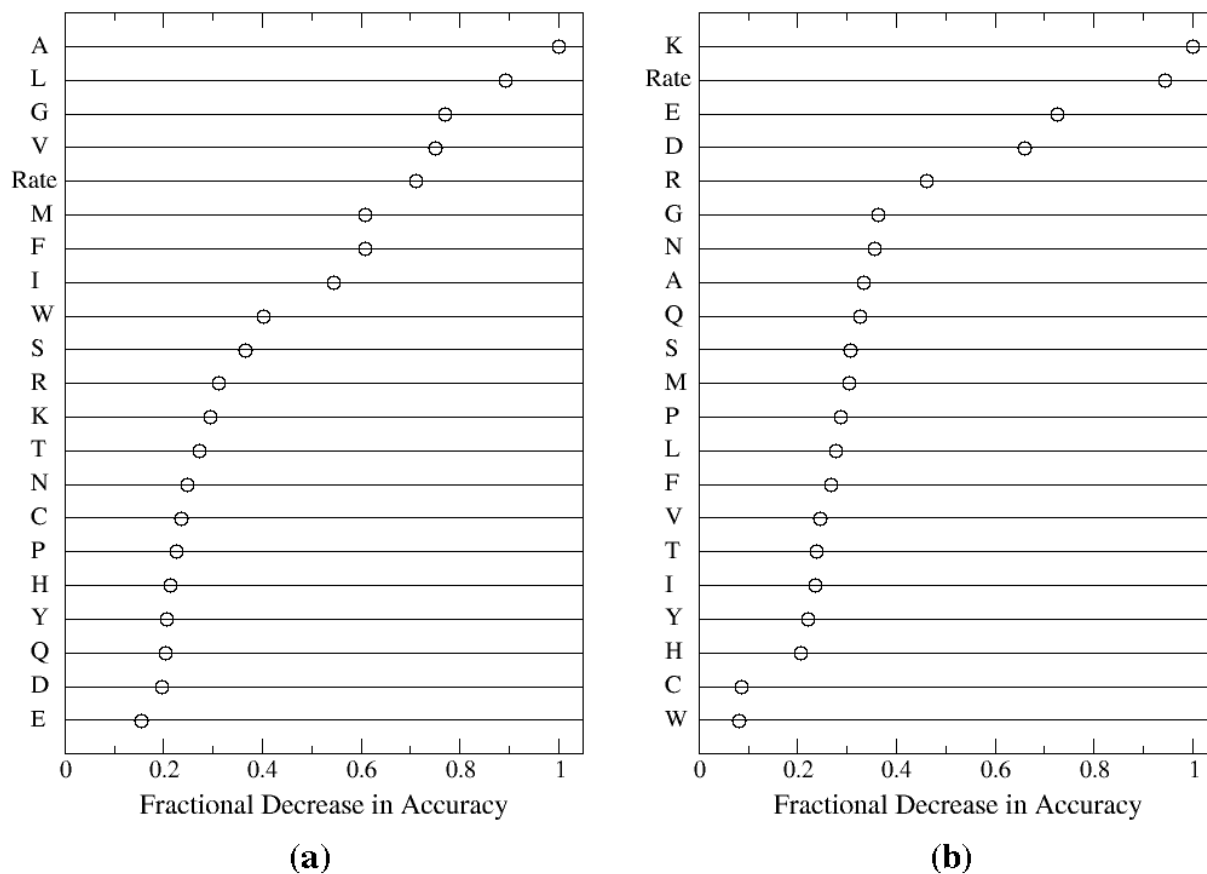 A
L
G
V
Rate
M
F
I
W
S
R
K
T
N
C
P
H
Y
Q
D
E
0 0.2 0.4 0.6 0.8 1
Fractional Decrease in Accuracy
(a)
K
Rate
E
D
R
G
N
A
Q
S
M
P
L
F
V
T
I
Y
H
C
W
0 0.2 0.4 0.6 0.8 1
Fractional Decrease in Accuracy
(b)